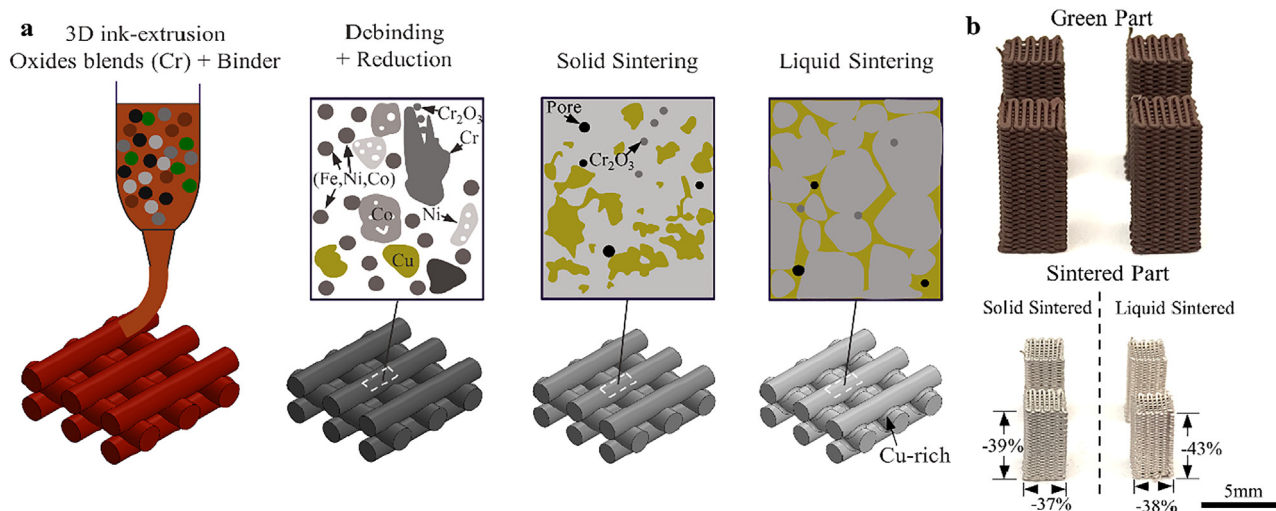 a
3D ink-extrusion
Oxides blends (Cr) + Binder
Debinding
+ Reduction
Cr₂O₃
Cr
(Fe,Ni,Co)
Co
Ni
Cu
Solid Sintering
Pore
Cr₂O₃
Liquid Sintering
Cu-rich
b
Green Part
Sintered Part
Solid Sintered
Liquid Sintered
-39%
-37%
-43%
-38%
5mm